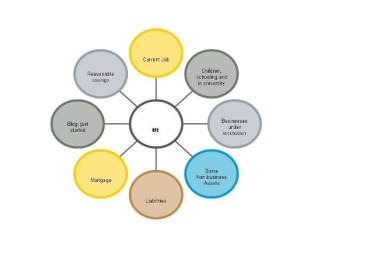 Current Job
Children,
schooling and
in university
Businesses
under
incubation
Some
Non business
Assets
Liabilities
Mortgage
Blog, just
started
Reasonable
savings
ME